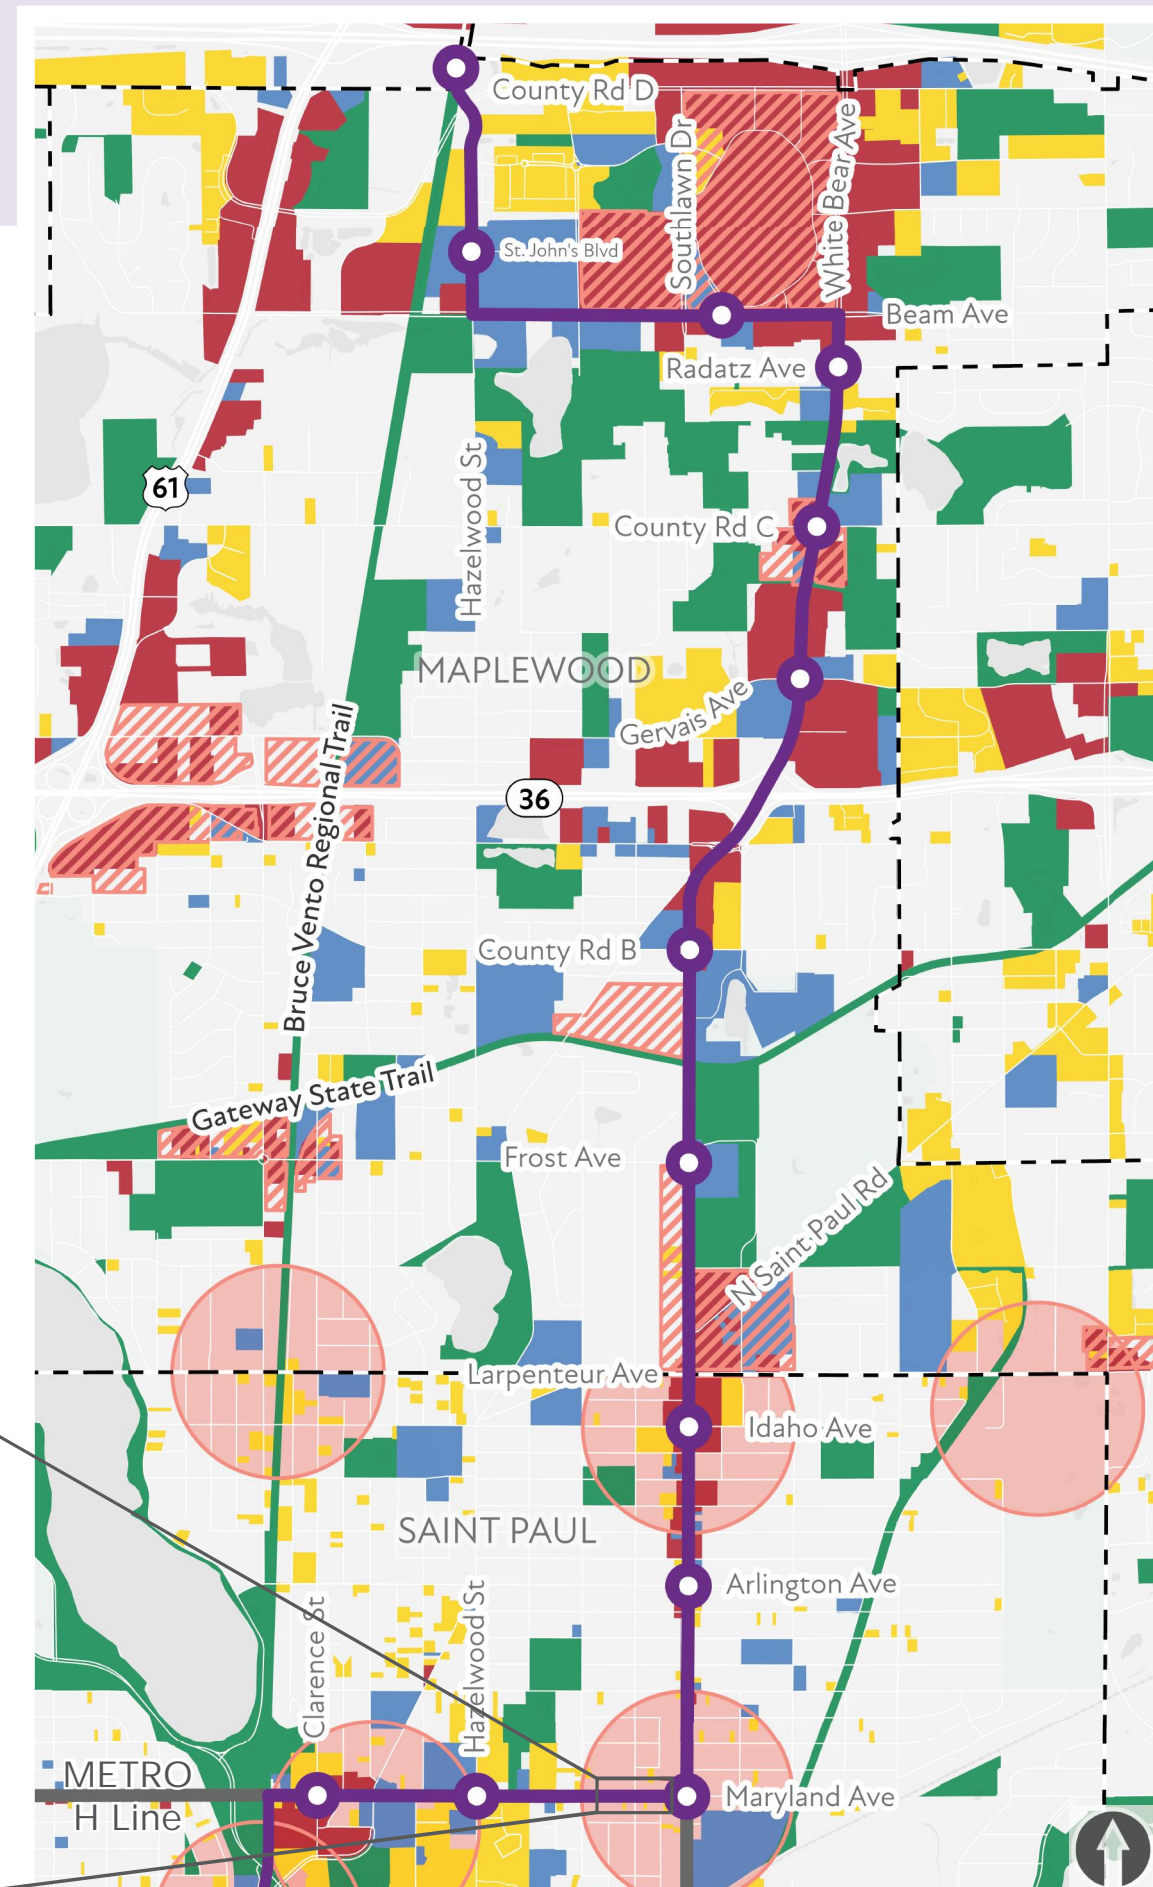 County Rd D
Southlawn Dr
White Bear Ave
St. John's Blvd
Beam Ave
Radatz Ave
61
Hazelwood St
County Rd C
MAPLEWOOD
Gervais Ave
Bruce Vento Regional Trail
36
County Rd B
Gateway State Trail
Frost Ave
N Saint Paul Rd
Larpenteur Ave
Idaho Ave
SAINT PAUL
Arlington Ave
Clarence St
Hazelwood St
METRO
H Line
Maryland Ave